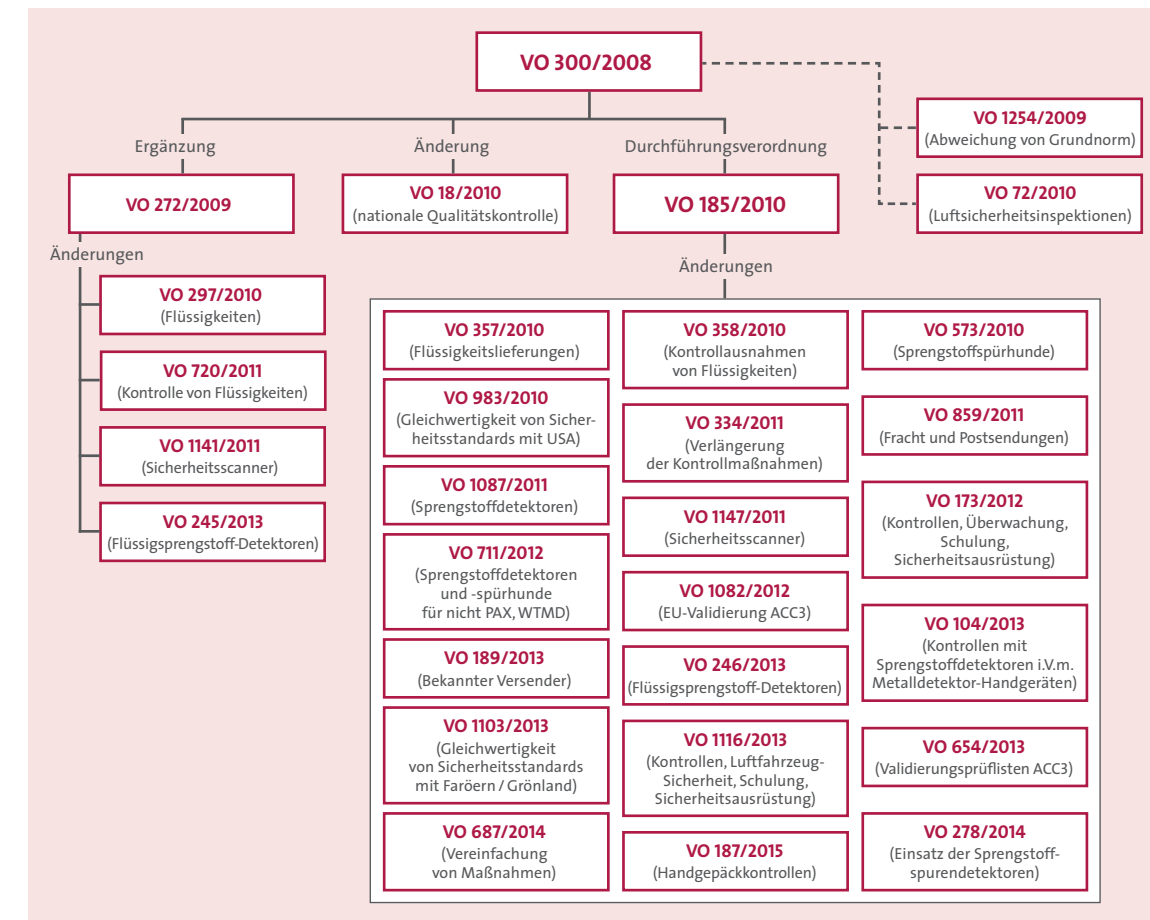 VO 300/2008
VO 1254/2009
(Abweichung von Grundnorm)
VO 72/2010
(Luftsicherheitsinspektionen)
Ergänzung
Änderung
Durchführungsverordnung
VO 272/2009
VO 18/2010
(nationale Qualitätskontrolle)
VO 185/2010
Änderungen
VO 297/2010
(Flüssigkeiten)
VO 720/2011
(Kontrolle von Flüssigkeiten)
VO 1141/2011
(Sicherheitsscanner)
VO 245/2013
(Flüssigsprengstoff-Detektoren)
Änderungen
VO 357/2010
(Flüssigkeitslieferungen)
VO 983/2010
(Gleichwertigkeit von Sicher-
heitsstandards mit USA)
VO 1087/2011
(Sprengstoffdetektoren)
VO 711/2012
(Sprengstoffdetektoren
und -spürhunde
für nicht PAX, WTMD)
VO 189/2013
(Bekannter Versender)
VO 1103/2013
(Gleichwertigkeit
von Sicherheitsstandards
mit Faröern / Grönland)
VO 687/2014
(Vereinfachung
von Maßnahmen)
VO 358/2010
(Kontrollausnahmen
von Flüssigkeiten)
VO 334/2011
(Verlängerung
der Kontrollmaßnahmen)
VO 1147/2011
(Sicherheitsscanner)
VO 1082/2012
(EU-Validierung ACC3)
VO 246/2013
(Flüssigsprengstoff-Detektoren)
VO 1116/2013
(Kontrollen, Luftfahrzeug-
Sicherheit, Schulung,
Sicherheitsausrüstung)
VO 187/2015
(Handgepäckkontrollen)
VO 573/2010
(Sprengstoffspürhunde)
VO 859/2011
(Fracht und Postsendungen)
VO 173/2012
(Kontrollen, Überwachung,
Schulung,
Sicherheitsausrüstung)
VO 104/2013
(Kontrollen mit
Sprengstoffdetektoren i.V.m.
Metalldetektor-Handgeräten)
VO 654/2013
(Validierungsprüflisten ACC3)
VO 278/2014
(Einsatz der Sprengstoff-
spurendetektoren)